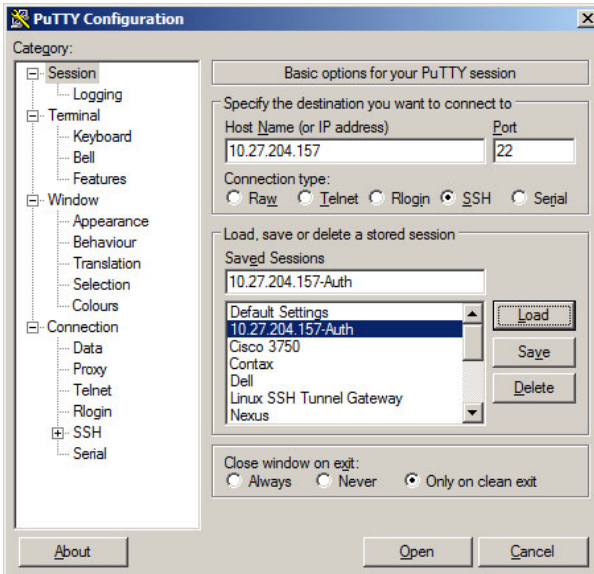 PuTTY Configuration
Category:
Session
Logging
Terminal
Keyboard
Bell
Features
Window
Appearance
Behaviour
Translation
Selection
Colours
Connection
Data
Proxy
Telnet
Rlogin
SSH
Serial
Basic options for your PuTTY session
Specify the destination you want to connect to
Host Name (or IP address) Port
10.27.204.157 22
Connection type:
Raw Telnet Rlogin SSH Serial
Load, save or delete a stored session
Saved Sessions
10.27.204.157-Auth
Default Settings
10.27.204.157-Auth
Cisco 3750
Contax
Dell
Linux SSH Tunnel Gateway
Nexus
Load
Save
Delete
Close window on exit:
Always Never Only on clean exit
About Open Cancel